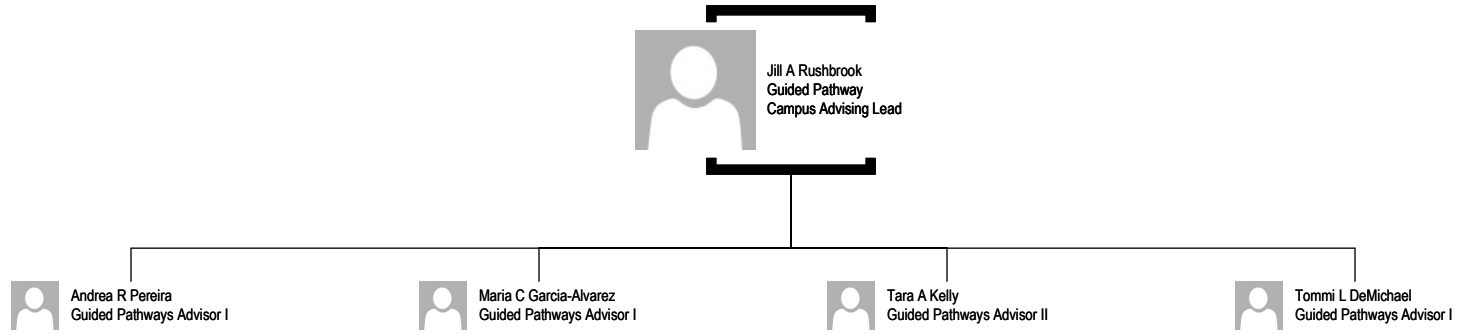 Jill A Rushbrook
Guided Pathway
Campus Advising Lead
Andrea R Pereira
Guided Pathways Advisor I
Maria C Garcia-Alvarez
Guided Pathways Advisor I
Tara A Kelly
Guided Pathways Advisor II
Tommi L DeMichael
Guided Pathways Advisor I